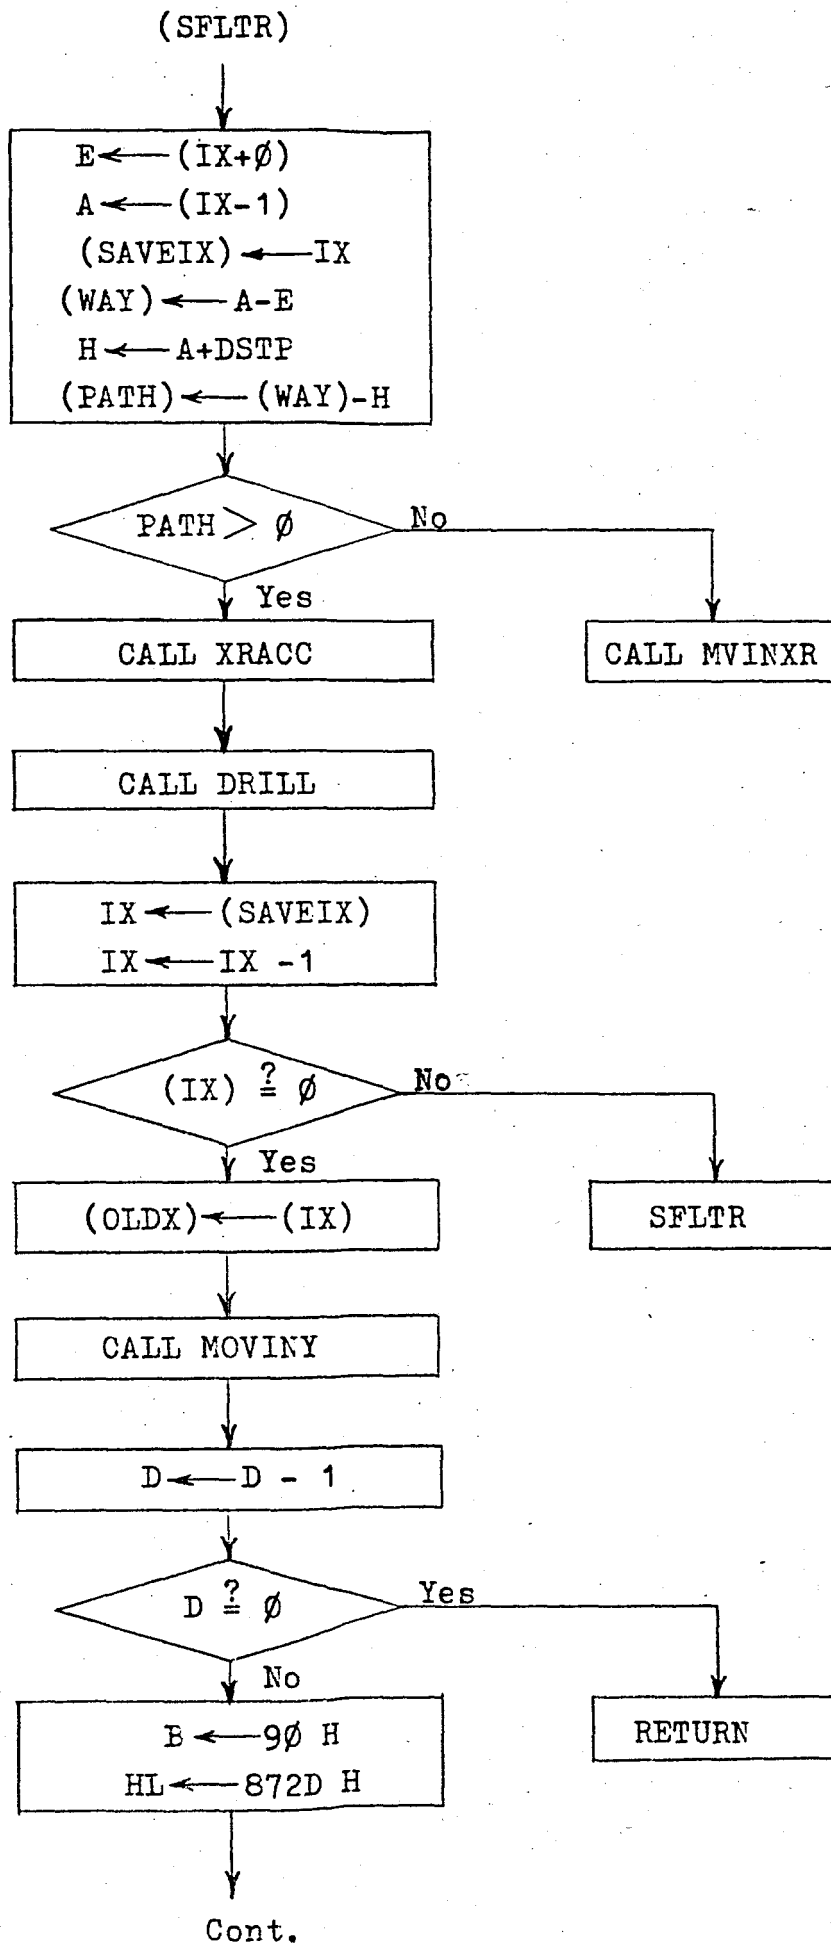 (SFLTR)
E←(IX+Ø)
A←(IX-1)
(SAVEIX)←IX
(WAY)←A-E
H←A+DSTP
(PATH)←(WAY)-H
PATH > Ø
No
Yes
CALL XRACC
CALL MVINXR
CALL DRILL
IX←(SAVEIX)
IX←IX -1
(IX) ≟ Ø
No
Yes
(OLDX)←(IX)
SFLTR
CALL MOVINY
D←D - 1
D ≟ Ø
Yes
No
B←9Ø H
HL←872D H
RETURN
Cont.